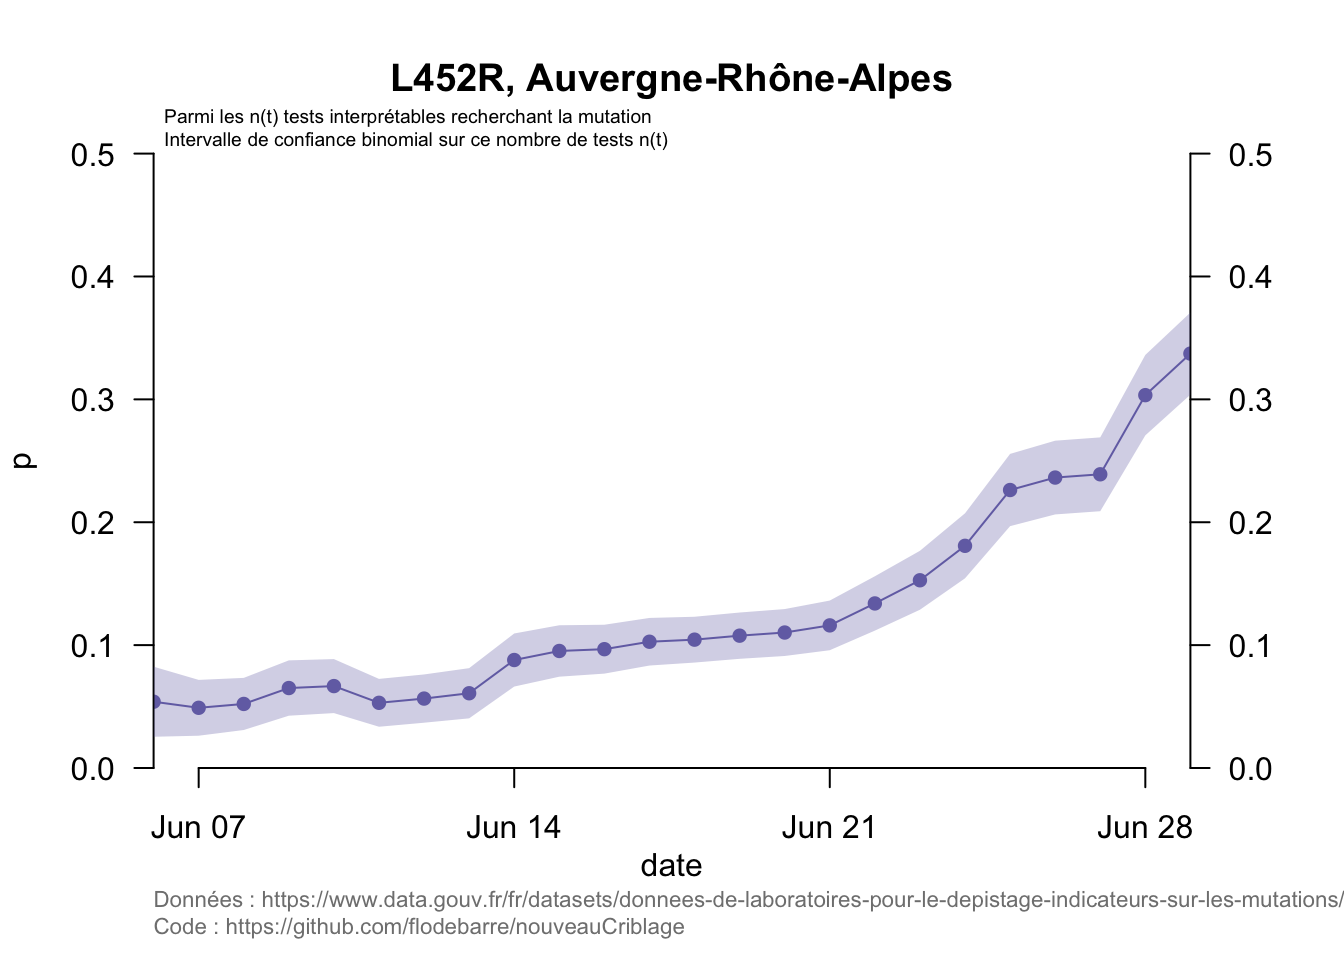 L452R, Auvergne-Rhône-Alpes
Parmi les n(t) tests interprétables recherchant la mutation
Intervalle de confiance binomial sur ce nombre de tests n(t)
0.5 0.5
0.4 0.4
0.3 0.3
p
0.2 0.2
0.1 0.1
0.0 0.0
Jun 07 Jun 14 Jun 21 Jun 28
date
Données : https://www.data.gouv.fr/fr/datasets/donnees-de-laboratoires-pour-le-depistage-indicateurs-sur-les-mutations/
Code : https://github.com/flodebarre/nouveauCriblage